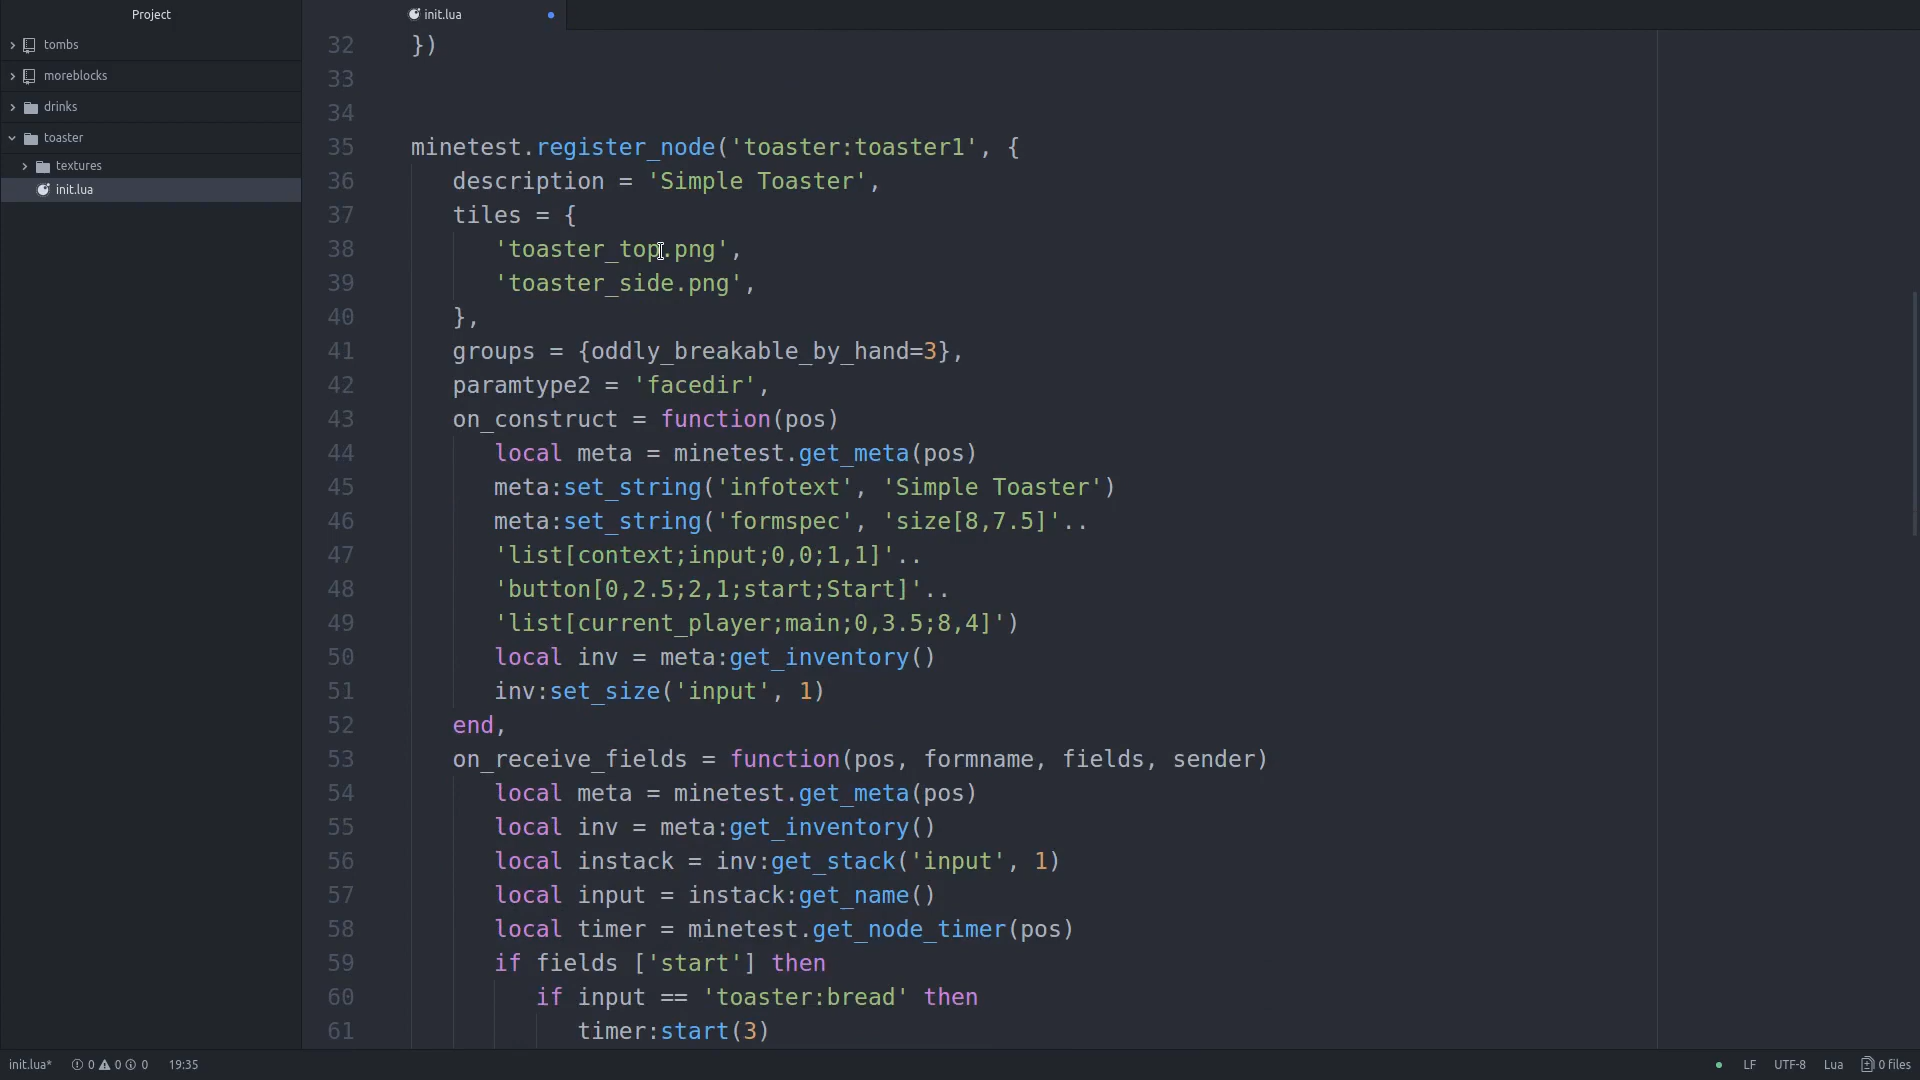 Project
init.lua
tombs
moreblocks
drinks
toaster
textures
init.lua
32 })
33
34
35 minetest.register_node('toaster:toaster1', {
36 description = 'Simple Toaster',
37 tiles = {
38 'toaster_top.png',
39 'toaster_side.png',
40 },
41 groups = {oddly_breakable_by_hand=3},
42 paramtype2 = 'facedir',
43 on_construct = function(pos)
44 local meta = minetest.get_meta(pos)
45 meta:set_string('infotext', 'Simple Toaster')
46 meta:set_string('formspec', 'size[8,7.5]'..
47 'list[context;input;0,0;1,1]'..
48 'button[0,2.5;2,1;start;Start]'..
49 'list[current_player;main;0,3.5;8,4]')
50 local inv = meta:get_inventory()
51 inv:set_size('input', 1)
52 end,
53 on_receive_fields = function(pos, formname, fields, sender)
54 local meta = minetest.get_meta(pos)
55 local inv = meta:get_inventory()
56 local instack = inv:get_stack('input', 1)
57 local input = instack:get_name()
58 local timer = minetest.get_node_timer(pos)
59 if fields ['start'] then
60 if input == 'toaster:bread' then
61 timer:start(3)
init.lua* 0 0 0 19:35 LF UTF-8 Lua 0 files